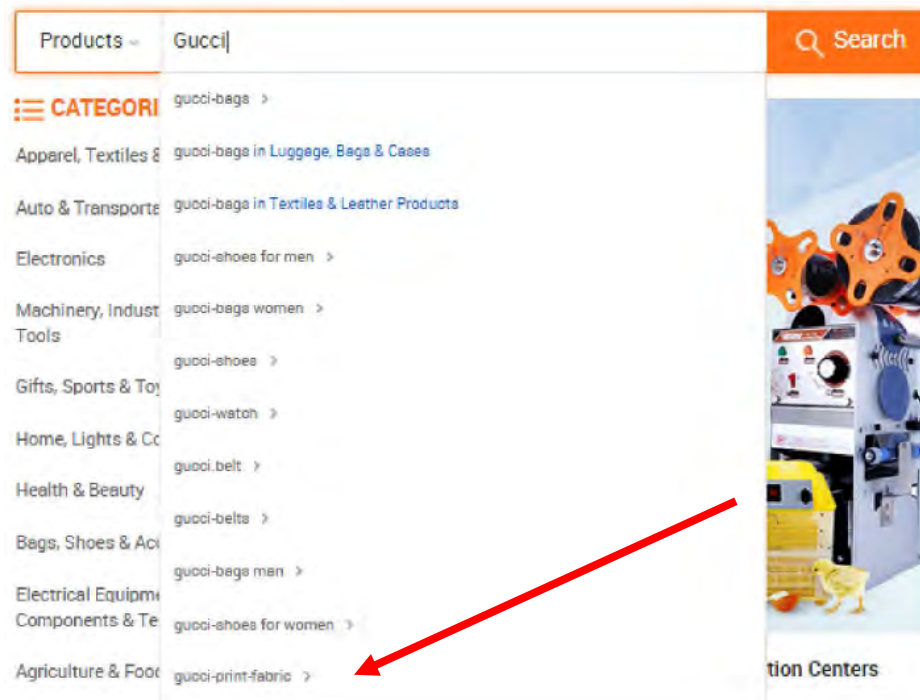 Products
Gucci
Search
CATEGORI
Apparel, Textiles &
Auto & Transporta
Electronics
Machinery, Indust
Tools
Gifts, Sports & Toy
Home, Lights & Co
Health & Beauty
Bags, Shoes & Acc
Electrical Equipme
Components & Te
Agriculture & Food
gucci-bags >
gucci-bags in Luggage, Bags & Cases
gucci-bags in Textiles & Leather Products
gucci-shoes for men >
gucci-bags women >
gucci-shoes >
gucci-watch >
gucci.belt >
gucci-belts >
gucci-bags men >
gucci-shoes for women >
gucci-print-fabric >
tion Centers